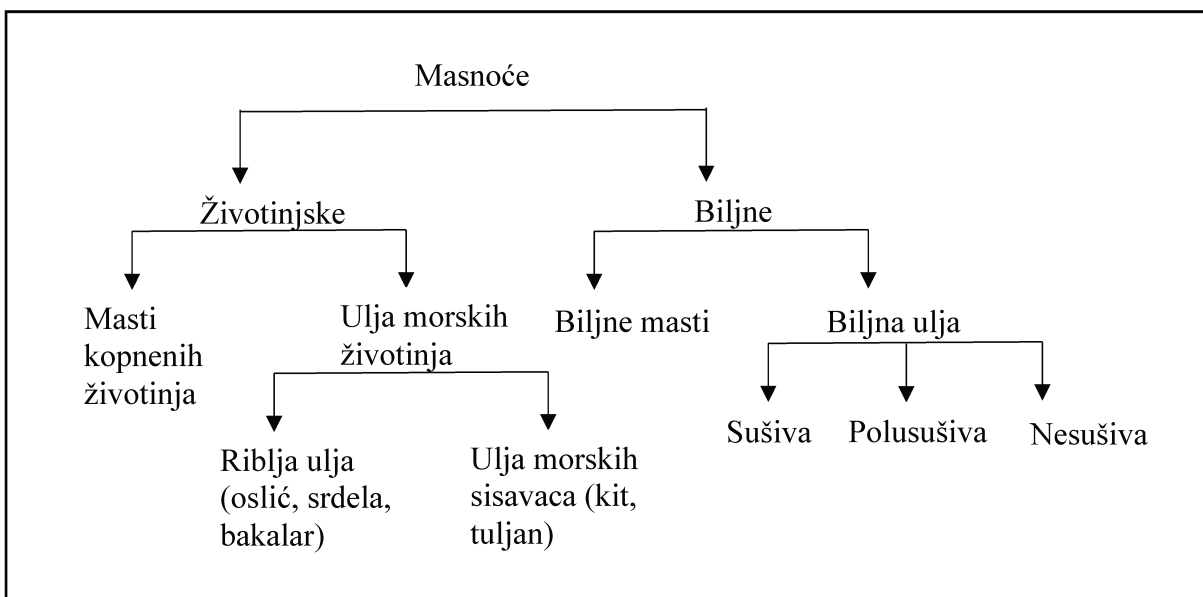 Masnoće
Životinjske
Biljne
Masti
kopnenih
životinja
Ulja morskih
životinja
Biljne masti
Biljna ulja
Riblja ulja
(oslić, srdela,
bakalar)
Ulja morskih
sisavaca (kit,
tuljan)
Sušiva
Polusušiva
Nesušiva